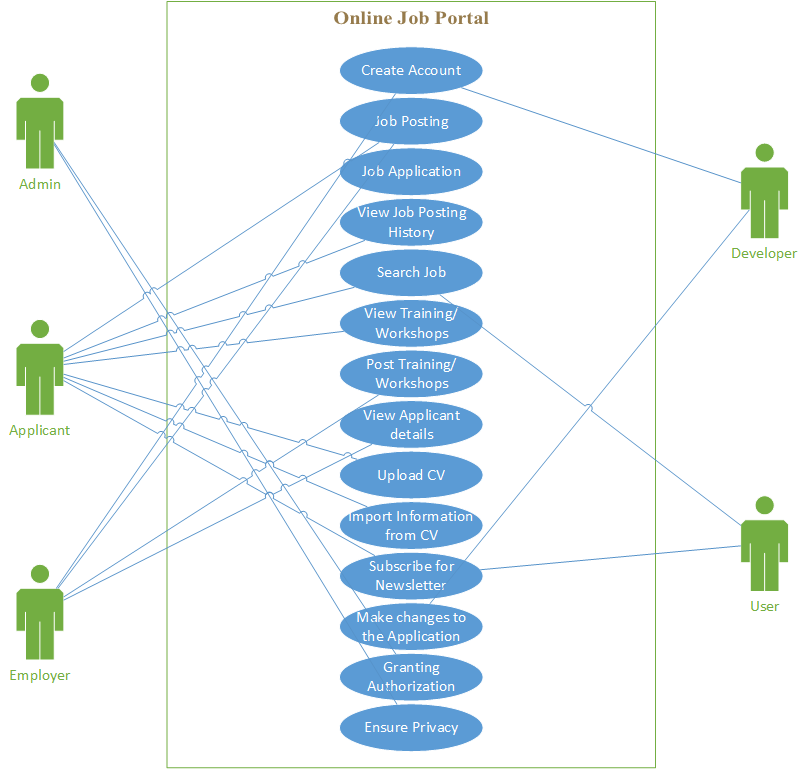 Online Job Portal
Create Account
Job Posting
Job Application
View Job Posting
History
Search Job
View Training/
Workshops
Post Training/
Workshops
View Applicant
details
Upload CV
Import Information
from CV
Subscribe for
Newsletter
Make changes to
the Application
Granting
Authorization
Ensure Privacy
Admin
Applicant
Employer
Developer
User